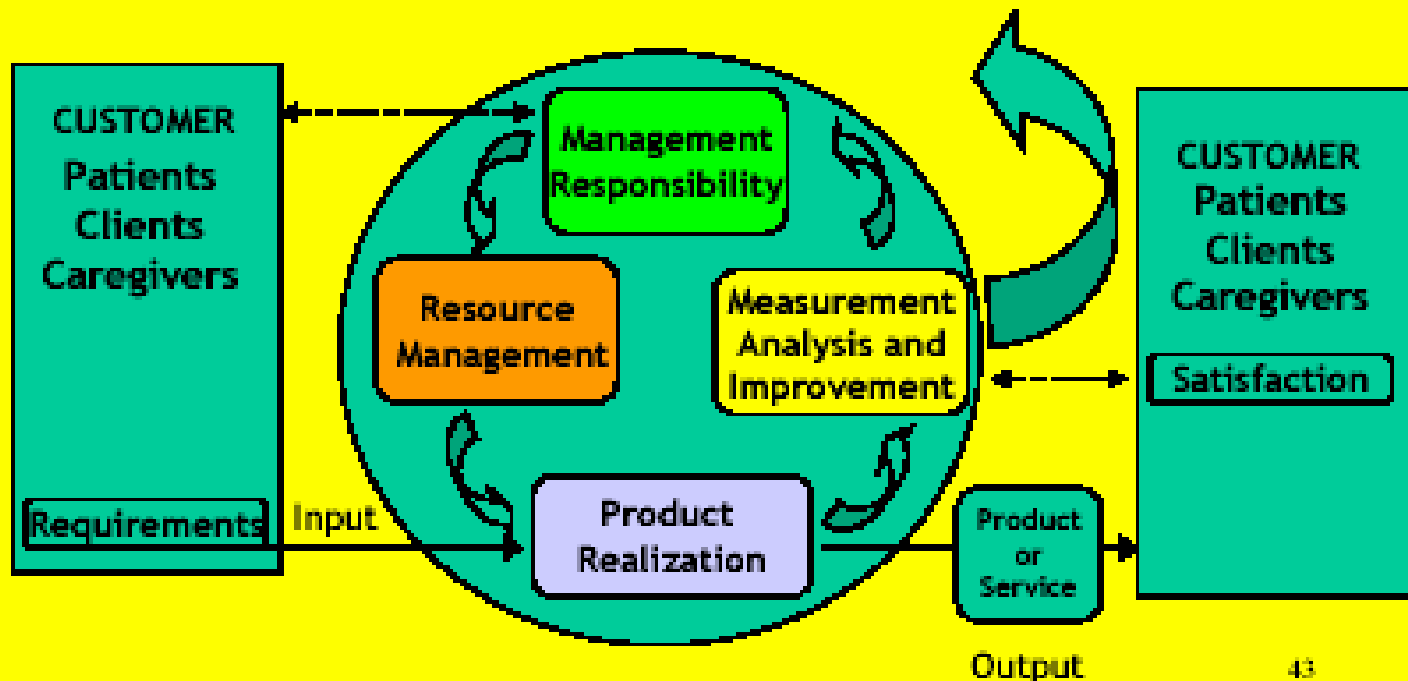 CUSTOMER
Patients
Clients
Caregivers
Requirements
Input
Management
Responsibility
Resource
Management
Measurement
Analysis and
Improvement
Product
Realization
Product
or
Service
Output
CUSTOMER
Patients
Clients
Caregivers
Satisfaction
43